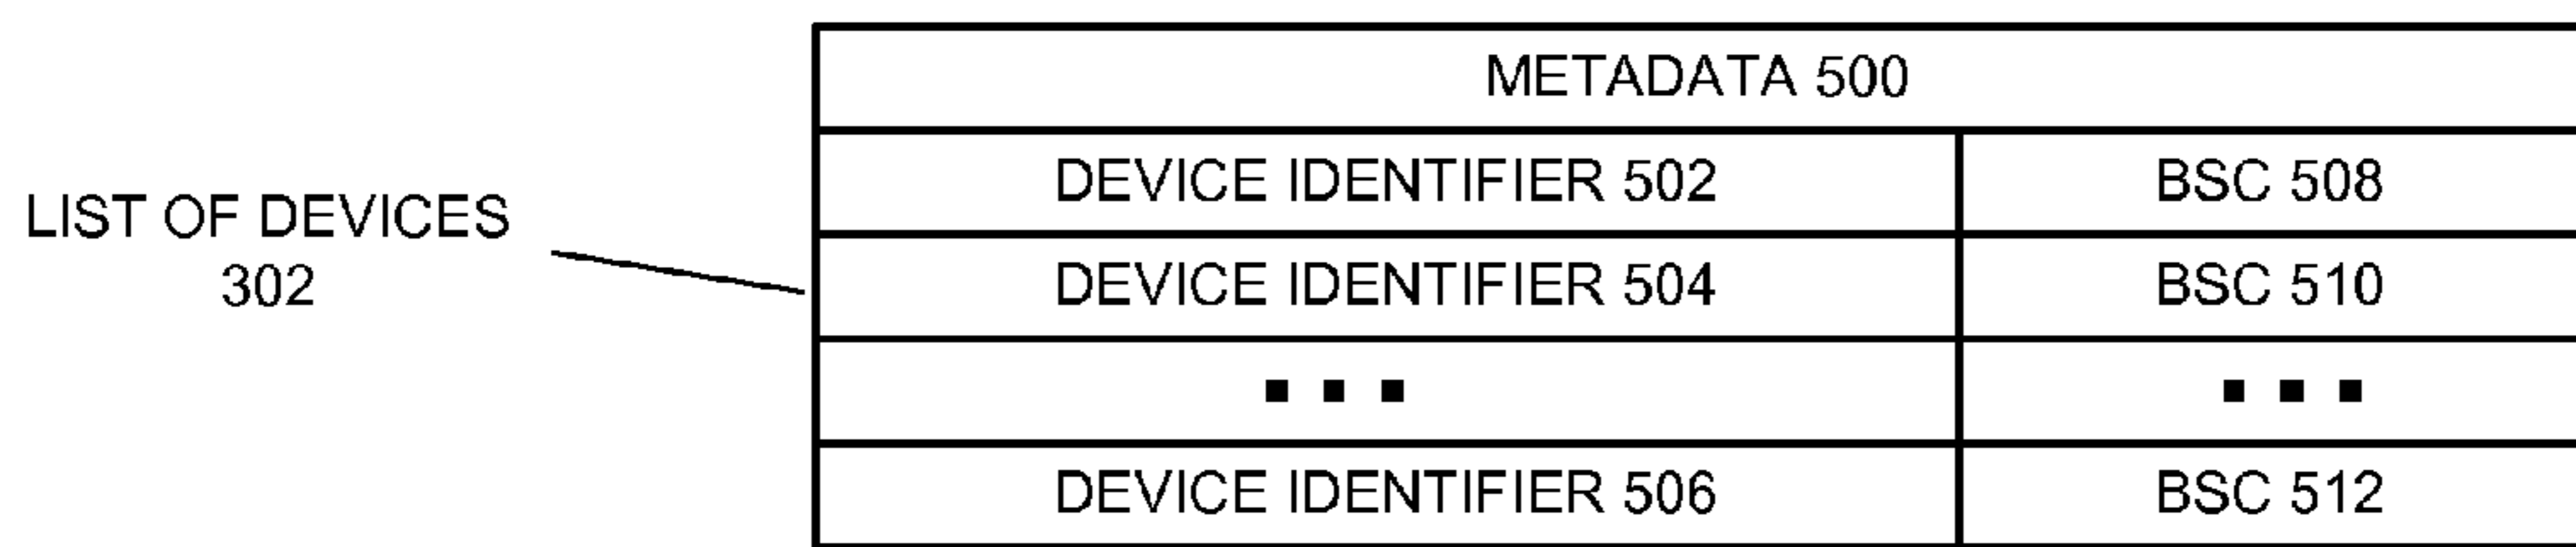 METADATA 500
DEVICE IDENTIFIER 502 BSC 508
LIST OF DEVICES
302
DEVICE IDENTIFIER 504 BSC 510
▪ ▪ ▪ ▪ ▪ ▪
DEVICE IDENTIFIER 506 BSC 512